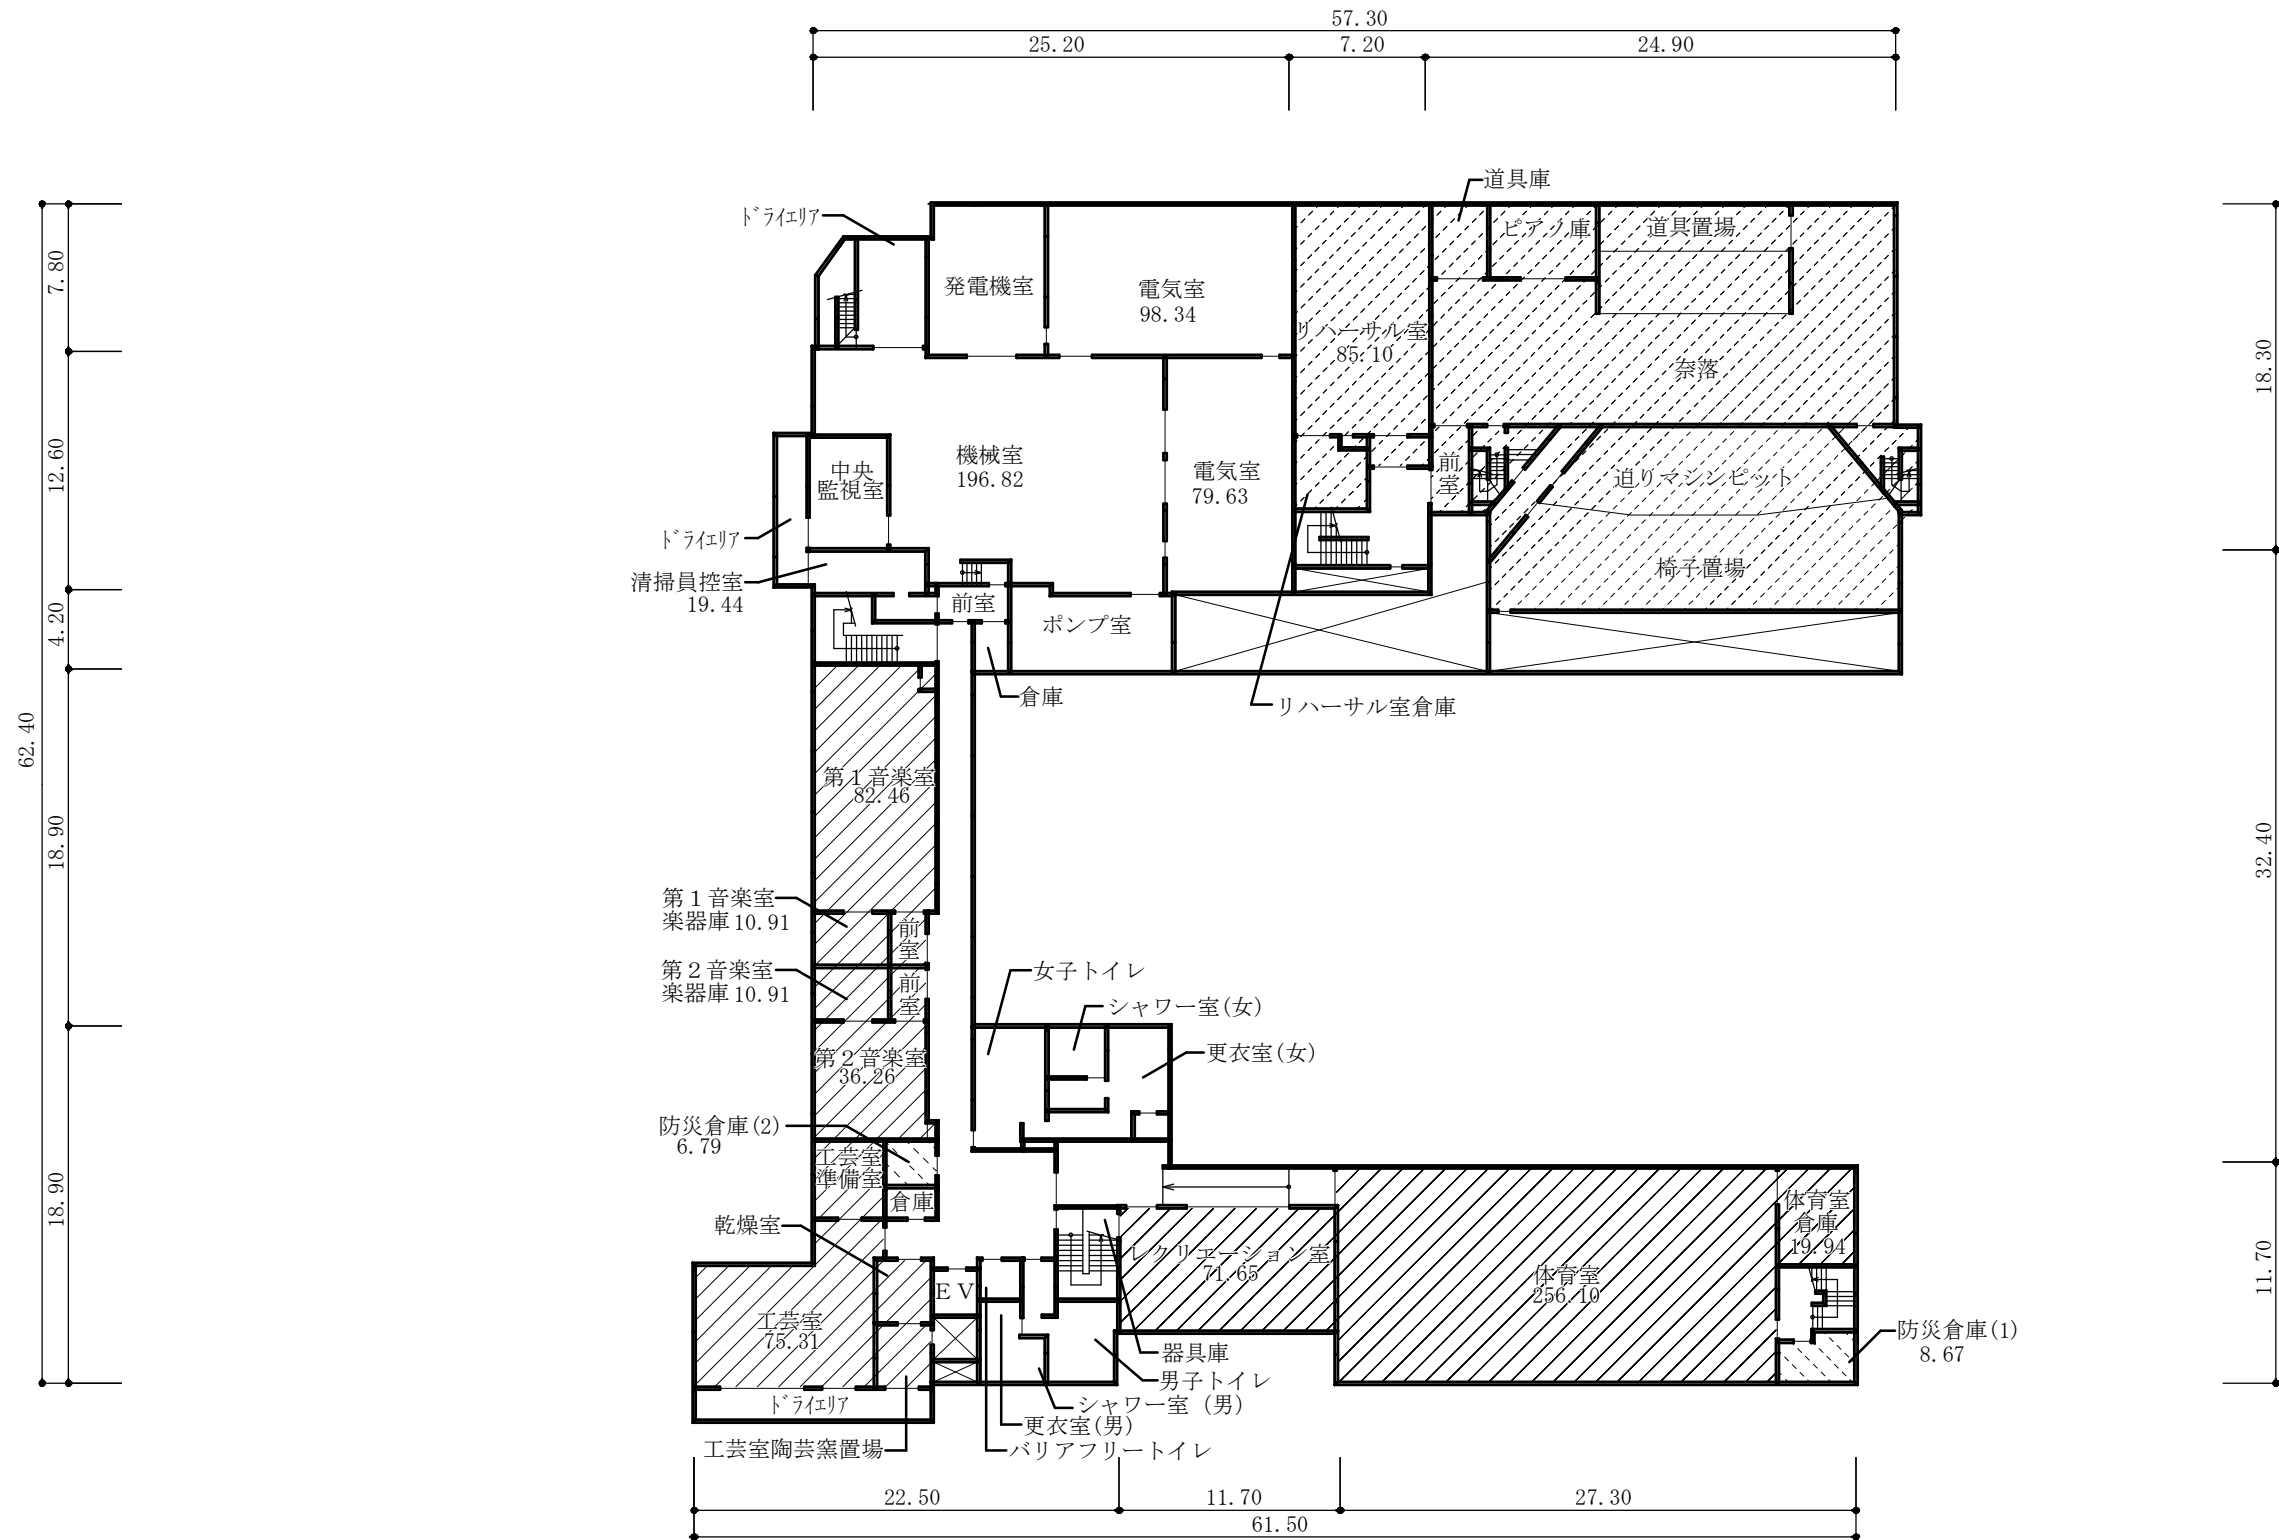 57.30
25.20
7.20
24.90
道具庫
ﾄﾞﾗｲｴﾘｱ
ピアノ庫
道具置場
発電機室
電気室
98.34
リハーサル室
85.10
奈落
7.80
18.30
中央
監視室
機械室
196.82
電気室
79.63
前
室
迫りマシンピット
12.60
ﾄﾞﾗｲｴﾘｱ
清掃員控室
19.44
椅子置場
前室
ポンプ室
4.20
倉庫
リハーサル室倉庫
62.40
第１音楽室
82.46
18.90
32.40
第１音楽室
楽器庫10.91
前
室
第２音楽室
楽器庫10.91
前
室
女子トイレ
シャワー室(女)
更衣室(女)
第２音楽室
36.26
防災倉庫(2)
6.79
工芸室
準備室
倉庫
体育室
倉庫
19.94
18.90
乾燥室
レクリエーション室
71.65
体育室
256.10
11.70
ＥＶ
工芸室
75.31
防災倉庫(1)
8.67
器具庫
男子トイレ
ﾄﾞﾗｲｴﾘｱ
シャワー室（男）
更衣室(男)
工芸室陶芸窯置場
バリアフリートイレ
22.50
11.70
27.30
61.50